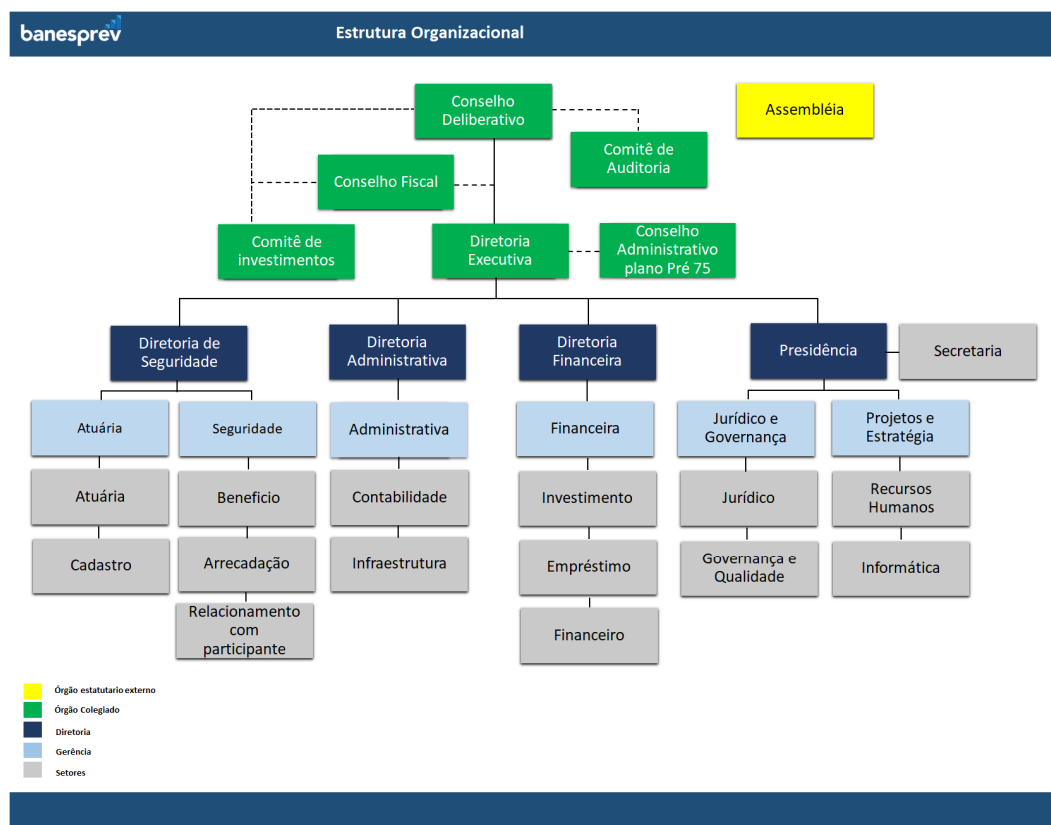 banesprev
Estrutura Organizacional
Conselho
Deliberativo
Assembléia
Comitê de
Auditoria
Conselho Fiscal
Comitê de
investimentos
Diretoria
Executiva
Conselho
Administrativo
plano Pré 75
Diretoria de
Seguridade
Diretoria
Administrativa
Diretoria
Financeira
Presidência
Secretaria
Atuária
Seguridade
Administrativa
Financeira
Jurídico e
Governança
Projetos e
Estratégia
Atuária
Beneficio
Contabilidade
Investimento
Jurídico
Recursos
Humanos
Cadastro
Arrecadação
Infraestrutura
Empréstimo
Governança e
Qualidade
Informática
Relacionamento
com
participante
Financeiro
Órgão estatutario externo
Órgão Colegiado
Diretoria
Gerência
Setores